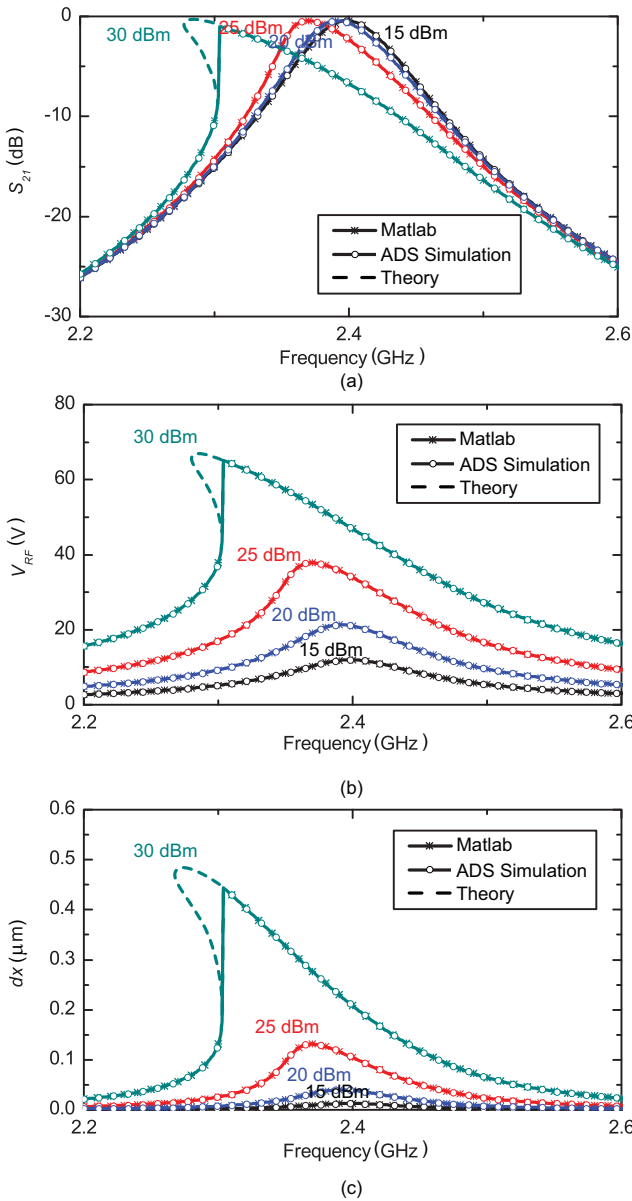 0
30 dBm
25 dBm
20 dBm
15 dBm
-10
-20
-30
S21 (dB)
Matlab
ADS Simulation
Theory
2.2
2.4
2.6
Frequency (GHz)
(a)
80
60
40
20
0
VRF (V)
30 dBm
25 dBm
20 dBm
15 dBm
Matlab
ADS Simulation
Theory
2.2
2.4
2.6
Frequency (GHz)
(b)
0.6
0.5
0.4
0.3
0.2
0.1
0.0
dx (μm)
30 dBm
25 dBm
20 dBm
15 dBm
Matlab
ADS Simulation
Theory
2.2
2.4
2.6
Frequency (GHz)
(c)